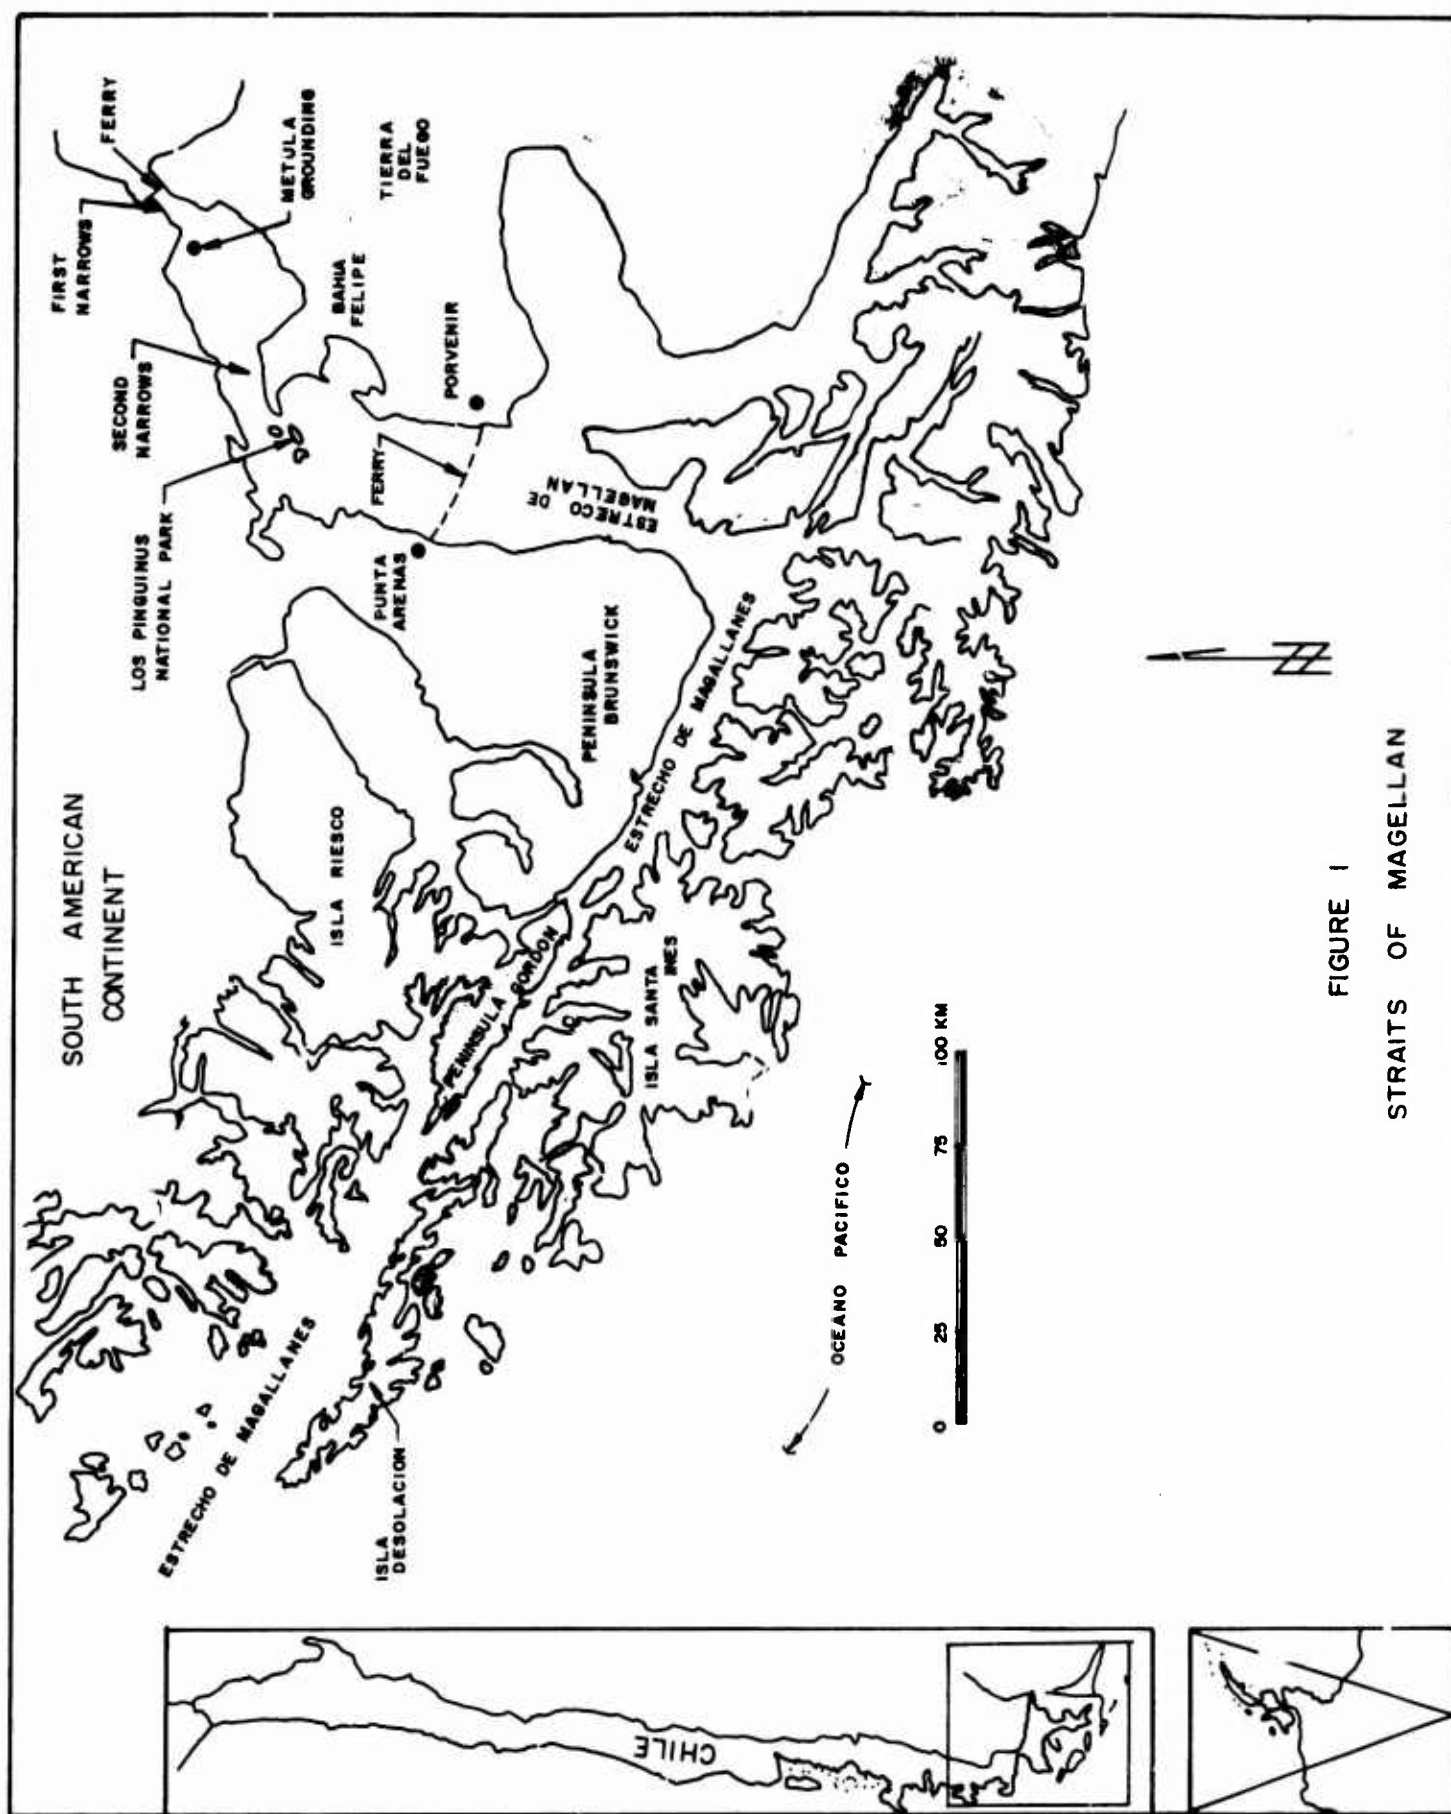 SOUTH AMERICAN
CONTINENT
FIRST
NARROWS
FERRY
SECOND
NARROWS
METULA
GROUNDING
LOS PINGUINUS
NATIONAL PARK
BAHIA
FELIPE
TIERRA
DEL
FUEGO
PORVENIR
FERRY
PUNTA
ARENAS
ESTRECO DE
MAGELLAN
ISLA RIESCO
PENINSULA
BRUNSWICK
ESTRECHO DE MAGALLANES
PENINSULA CORDON
ISLA SANTA
INES
ESTRECHO DE MAGALLANES
ISLA
DESOLACION
OCEANO PACIFICO
0 25 50 75 100 KM
CHILE
N
FIGURE I
STRAITS OF MAGELLAN